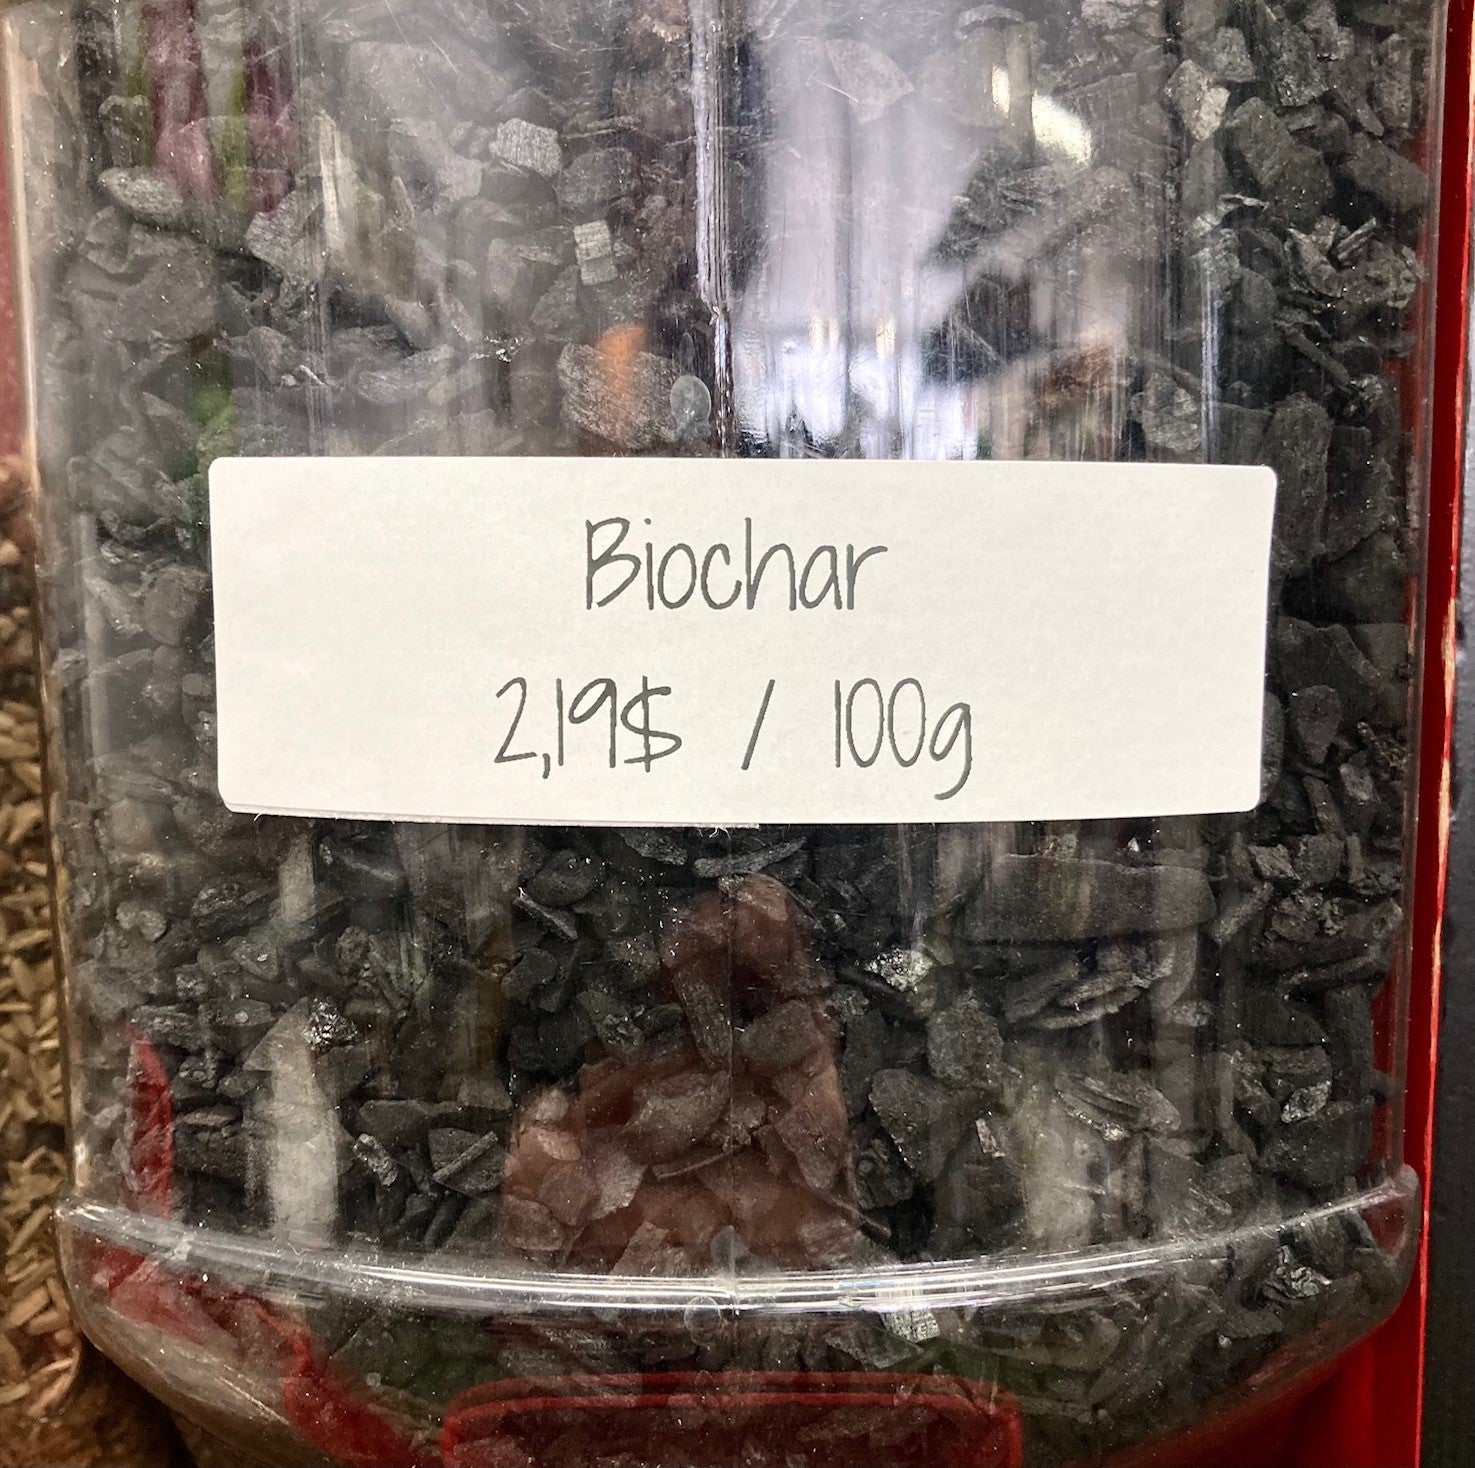 Biochar
2,19$ / 100g